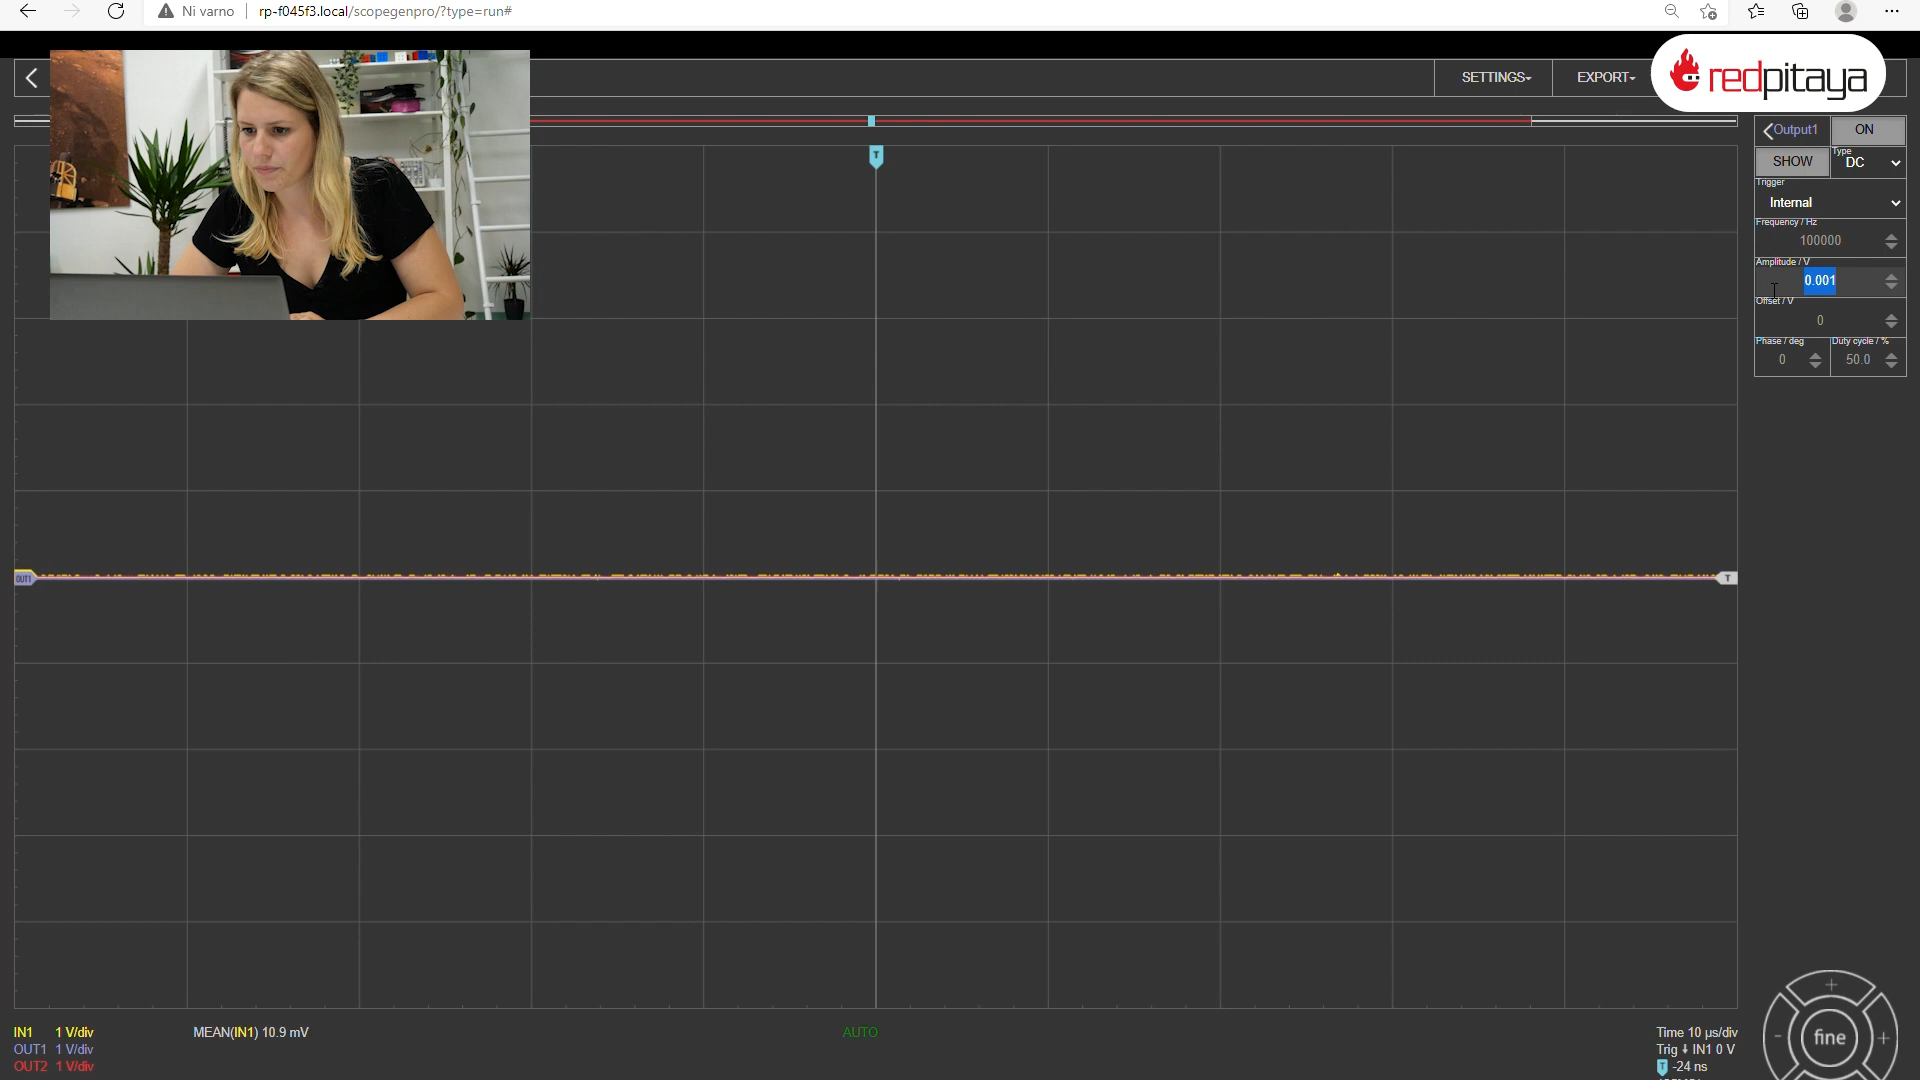 Ni varno
rp-f045f3.local/scopegenpro/?type=run#
SETTINGS
EXPORT
redpitaya
Output1
ON
SHOW
Type
DC
Trigger
Internal
Frequency / Hz
100000
Amplitude / V
0.001
Offset / V
0
Phase / deg
0
Duty cycle / %
50.0
T
OUT1
T
IN1 1 V/div
OUT1 1 V/div
OUT2 1 V/div
MEAN(IN1) 10.9 mV
AUTO
Time 10 µs/div
Trig IN1 0 V
T -24 ns
+
-
fine
+